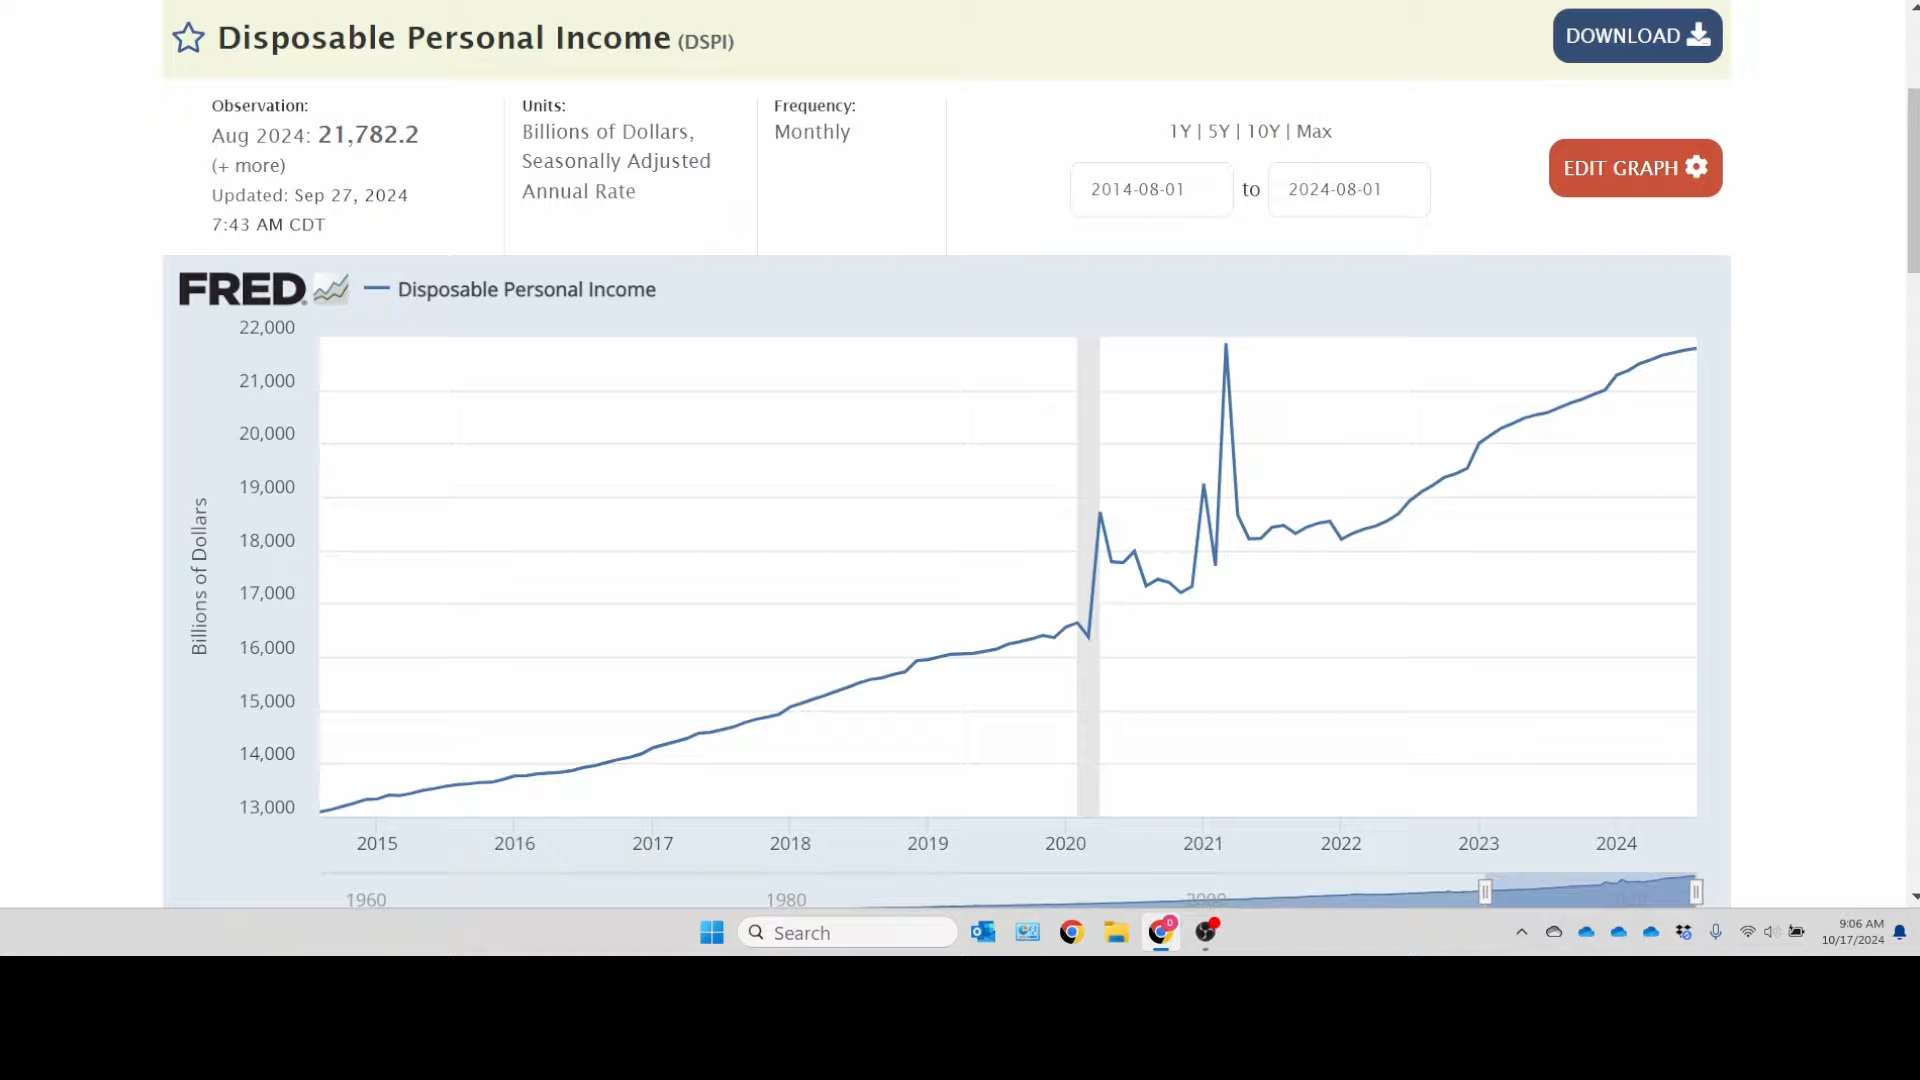 Disposable Personal Income (DSPI)
DOWNLOAD
Observation:
Aug 2024: 21,782.2
(+ more)
Updated: Sep 27, 2024
7:43 AM CDT
Units:
Billions of Dollars,
Seasonally Adjusted
Annual Rate
Frequency:
Monthly
1Y | 5Y | 10Y | Max
2014-08-01 to 2024-08-01
EDIT GRAPH
FRED
Disposable Personal Income
22,000
21,000
20,000
19,000
18,000
17,000
16,000
15,000
14,000
13,000
Billions of Dollars
2015 2016 2017 2018 2019 2020 2021 2022 2023 2024
1960 1980 2000
Search
9:06 AM
10/17/2024